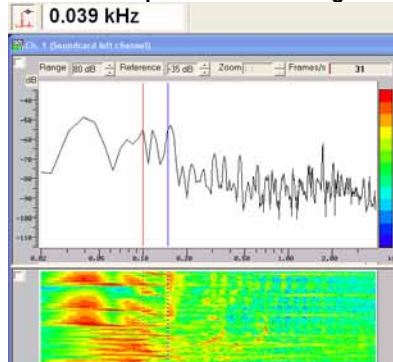 0.039 kHz
Ch. 1 (Soundcard left channel)
Range 80 dB Reference -35 dB Zoom Frames/s 31
dB
-40
-50
-60
-70
-80
-90
-100
-110
0.02 0.05 0.10 0.20 0.50 1.00 2.00